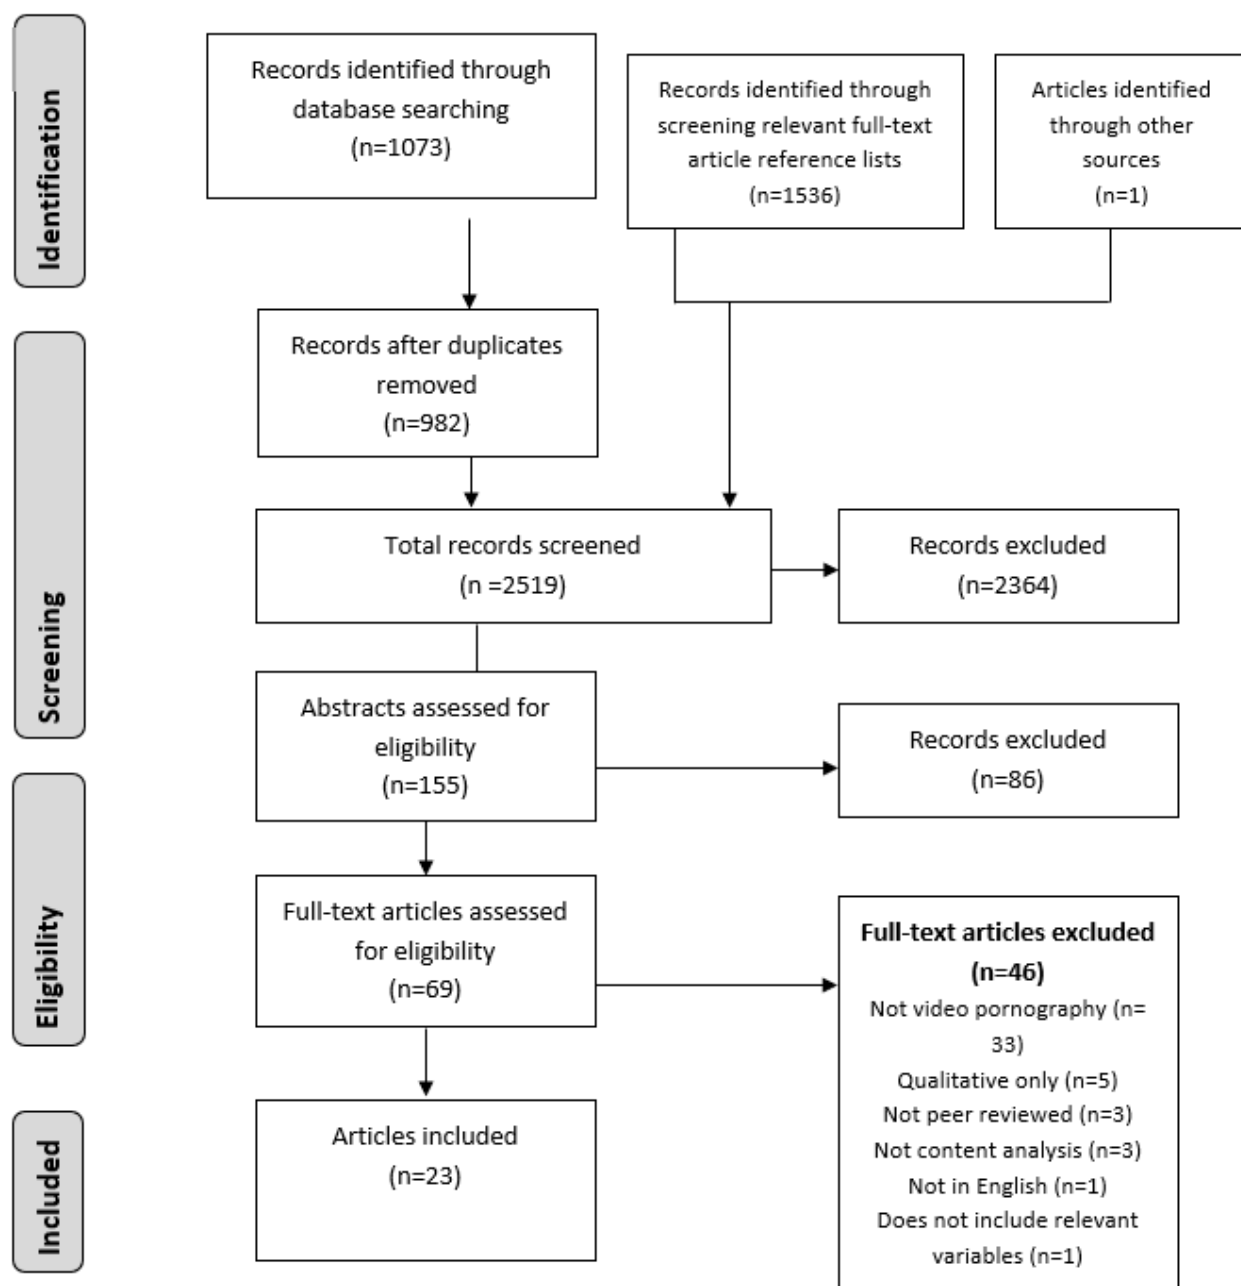 Identification
Records identified through
database searching
(n=1073)
Records identified through
screening relevant full-text
article reference lists
(n=1536)
Articles identified
through other
sources
(n=1)
Screening
Records after duplicates
removed
(n=982)
Total records screened
(n =2519)
Records excluded
(n=2364)
Abstracts assessed for
eligibility
(n=155)
Records excluded
(n=86)
Eligibility
Full-text articles assessed
for eligibility
(n=69)
Full-text articles excluded
(n=46)
Not video pornography (n=
33)
Qualitative only (n=5)
Not peer reviewed (n=3)
Not content analysis (n=3)
Not in English (n=1)
Does not include relevant
variables (n=1)
Included
Articles included
(n=23)